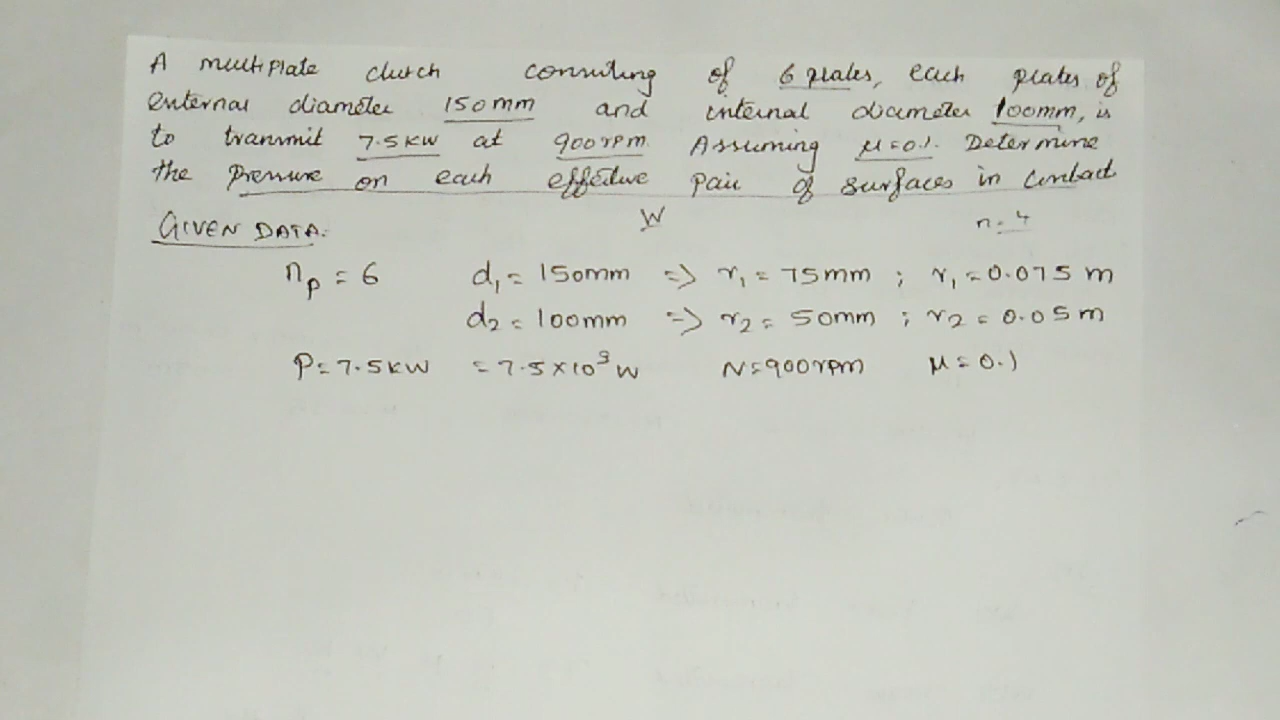 A multiplate clutch consisting of 6 plates, each plates of
external diameter 150mm and internal diameter 100mm, is
to transmit 7.5KW at 900rpm. Assuming μ=0.1. Determine
the pressure on each effective pair of surfaces in contact
W n=4
GIVEN DATA:
np = 6 d1 = 150mm => r1 = 75mm ; r1 = 0.075 m
d2 = 100mm => r2 = 50mm ; r2 = 0.05m
P = 7.5KW = 7.5×10³ W N=900rpm μ = 0.1